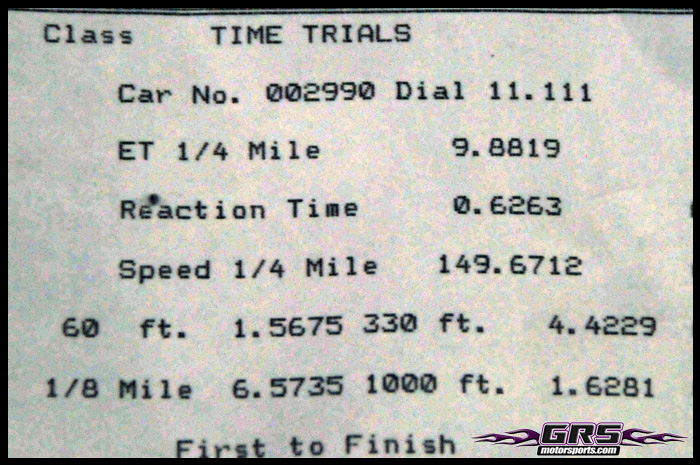 Class TIME TRIALS
Car No. 002990 Dial 11.111
ET 1/4 Mile 9.8819
Reaction Time 0.6263
Speed 1/4 Mile 149.6712
60 ft. 1.5675 330 ft. 4.4229
1/8 Mile 6.5735 1000 ft. 1.6281
First to Finish
GRS
motorsports.com